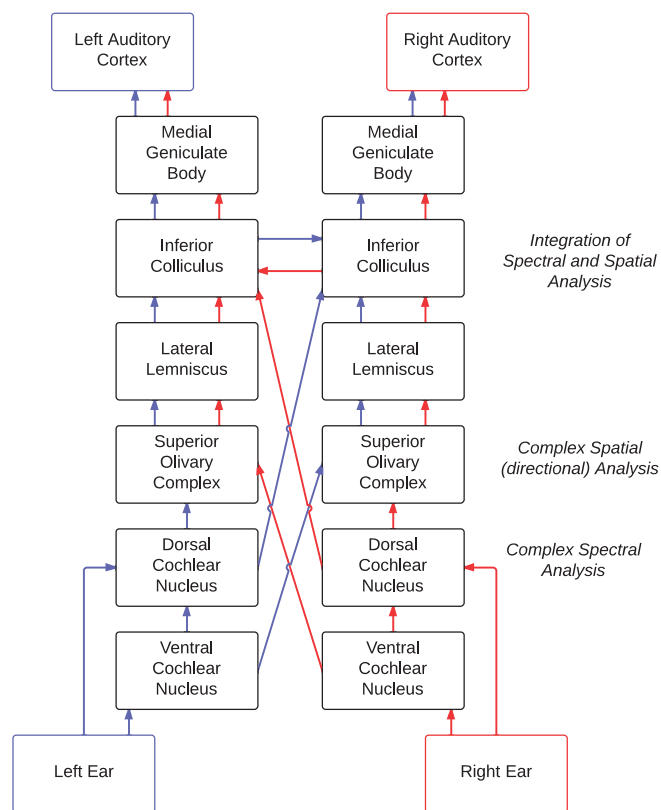 Left Auditory
Cortex
Right Auditory
Cortex
Medial
Geniculate
Body
Medial
Geniculate
Body
Inferior
Colliculus
Inferior
Colliculus
Integration of
Spectral and Spatial
Analysis
Lateral
Lemniscus
Lateral
Lemniscus
Superior
Olivary
Complex
Superior
Olivary
Complex
Complex Spatial
(directional) Analysis
Dorsal
Cochlear
Nucleus
Dorsal
Cochlear
Nucleus
Complex Spectral
Analysis
Ventral
Cochlear
Nucleus
Ventral
Cochlear
Nucleus
Left Ear
Right Ear